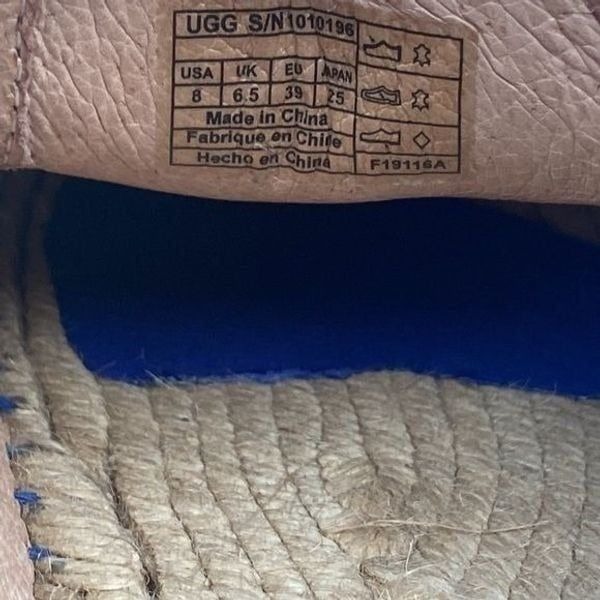 UGG S/N1010196
USA UK EU JAPAN
8 6.5 39 25
Made in China
Fabrique en Chine
Hecho en China
F19116A